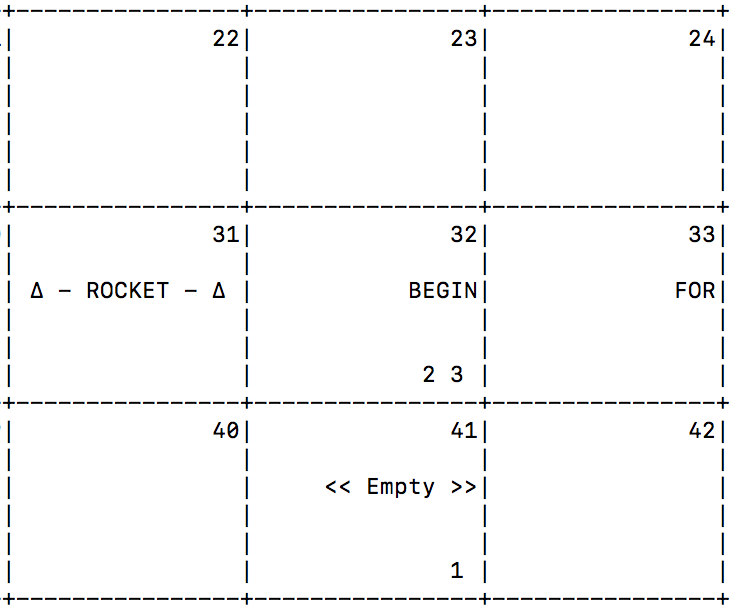 22 23 24
31 32 33
Δ - ROCKET - Δ BEGIN FOR
2 3
40 41 42
<< Empty >>
1